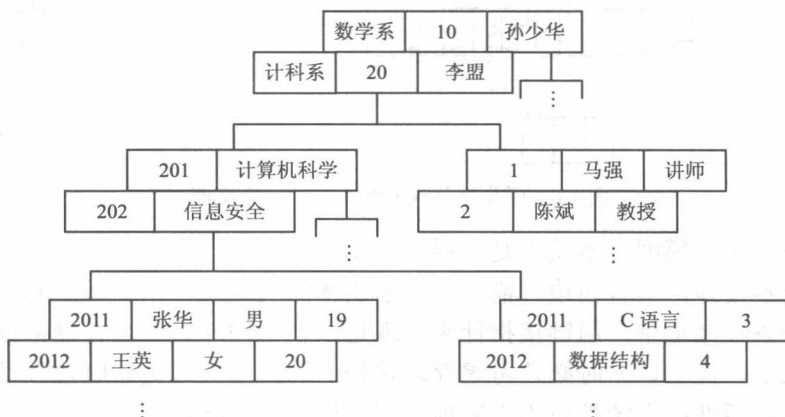 数学系 10 孙少华
计科系 20 李盟
⋮
201 计算机科学 1 马强 讲师
202 信息安全 2 陈斌 教授
⋮ ⋮
2011 张华 男 19 2011 C语言 3
2012 王英 女 20 2012 数据结构 4
⋮ ⋮